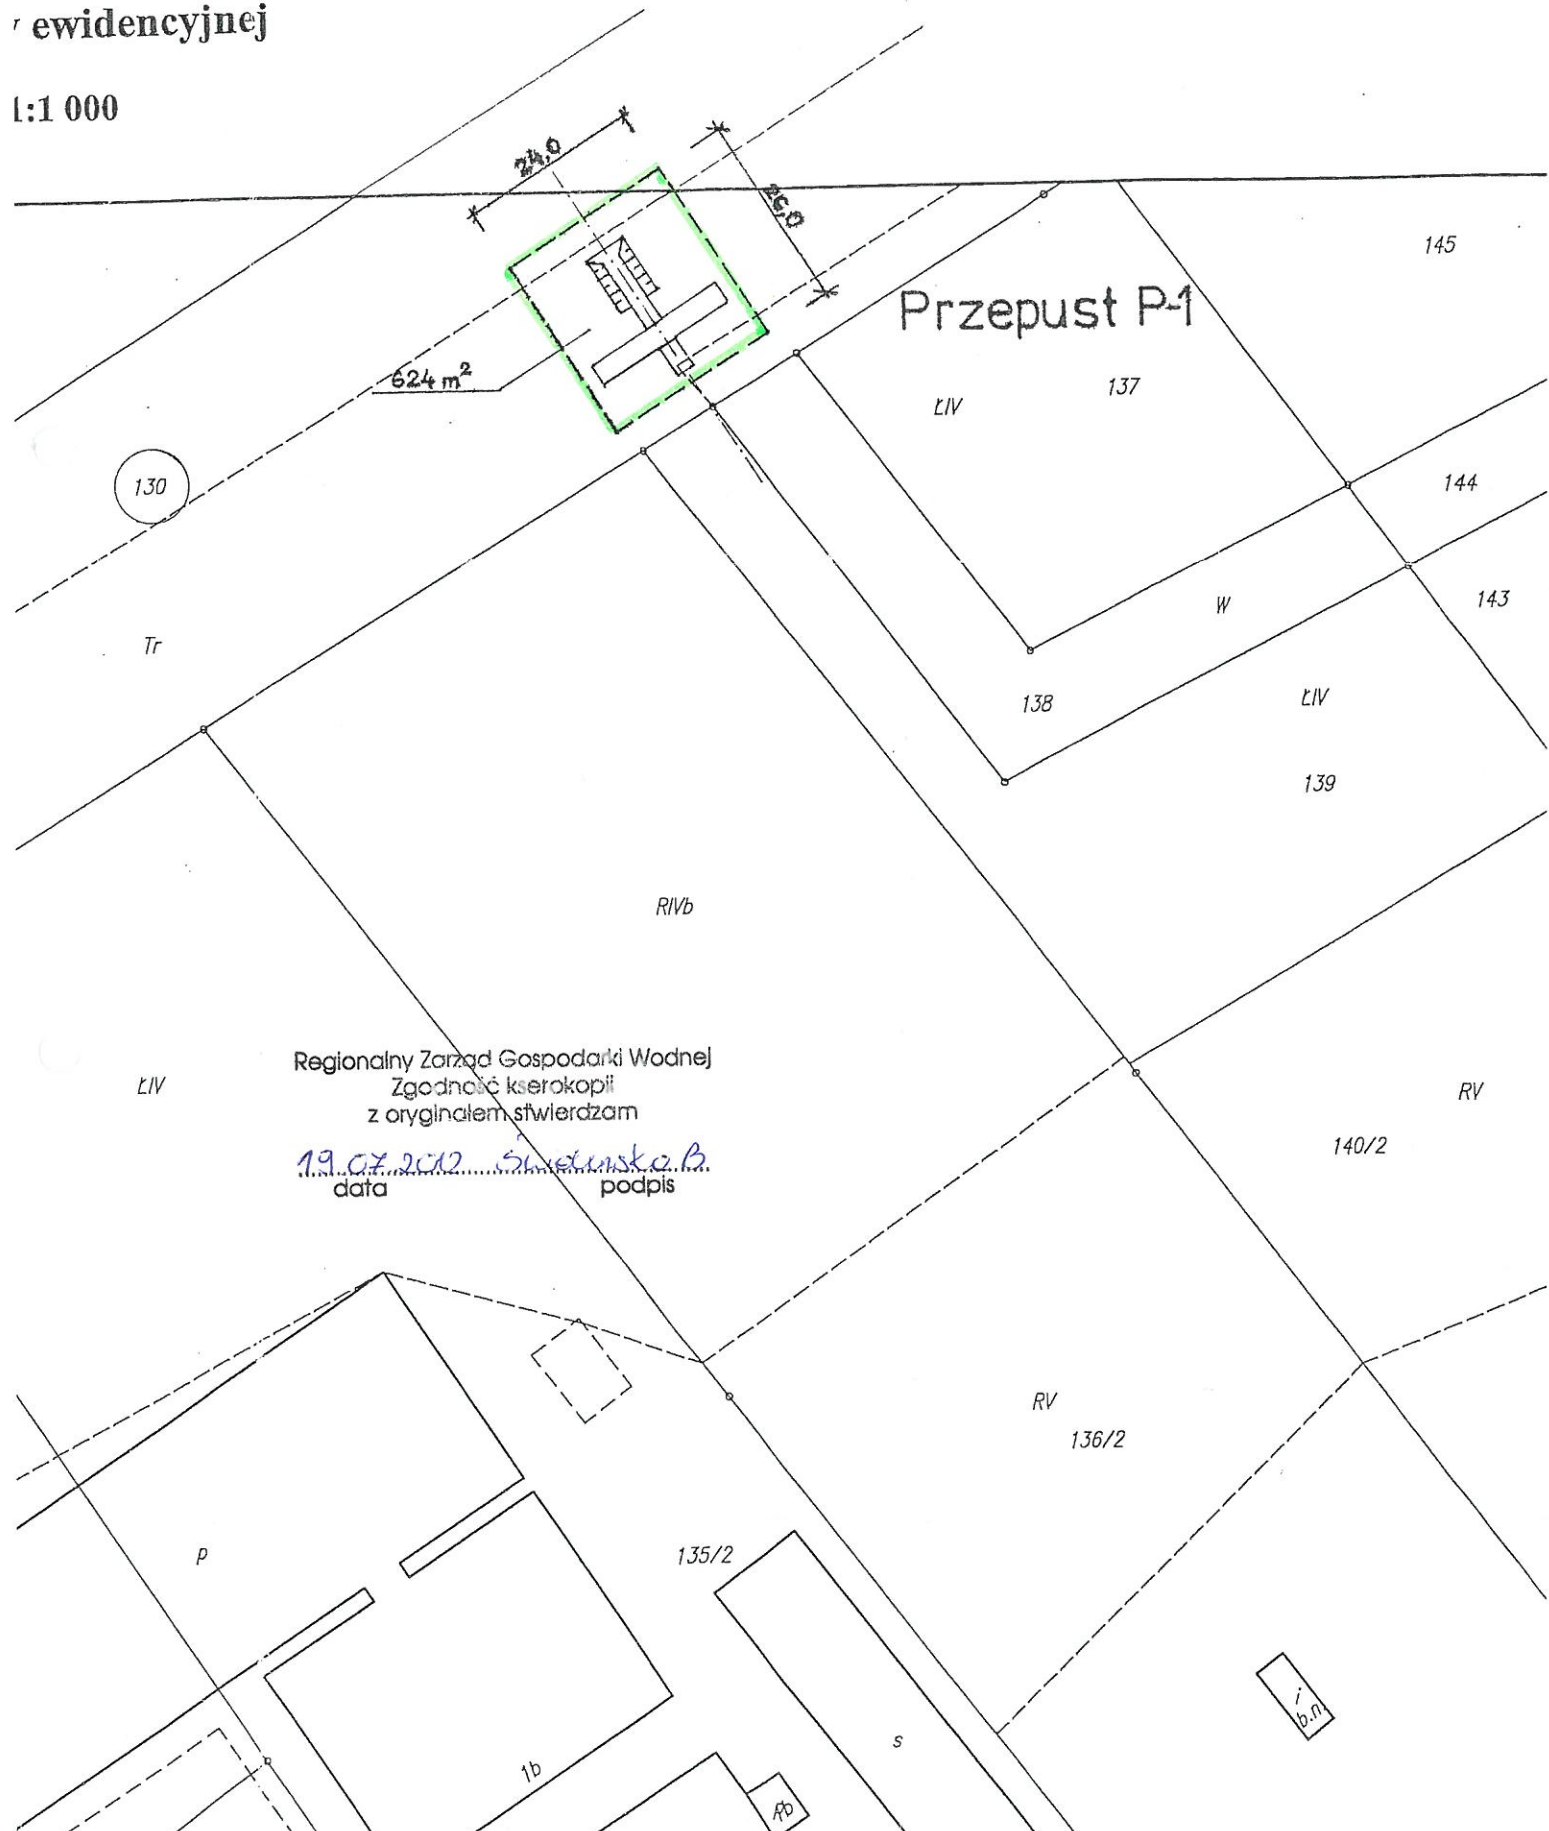 ewidencyjnej
1:1 000
24,0
26,0
145
Przepust P-1
624 m²
ŁIV
137
130
144
W
143
Tr
138
ŁIV
139
RIVb
Regionalny Zarząd Gospodarki Wodnej
Zgodność kserokopii
z oryginałem stwierdzam
ŁIV
RV
140/2
19.07.2012
data podpis
RV
136/2
p
135/2
i
b.n.
s
1b